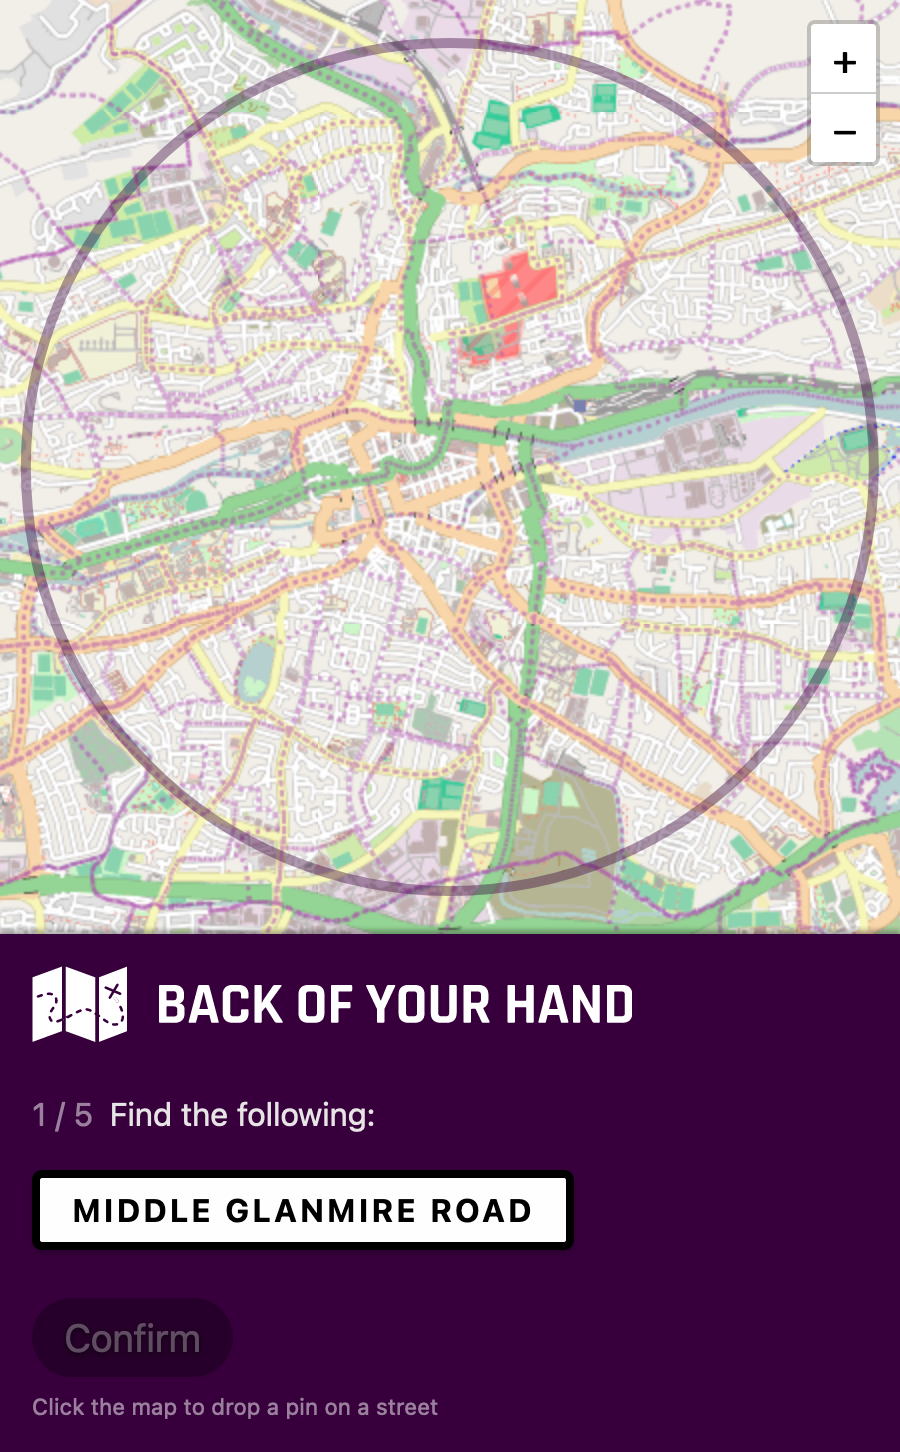 +
−
BACK OF YOUR HAND
1 / 5 Find the following:
MIDDLE GLANMIRE ROAD
Confirm
Click the map to drop a pin on a street